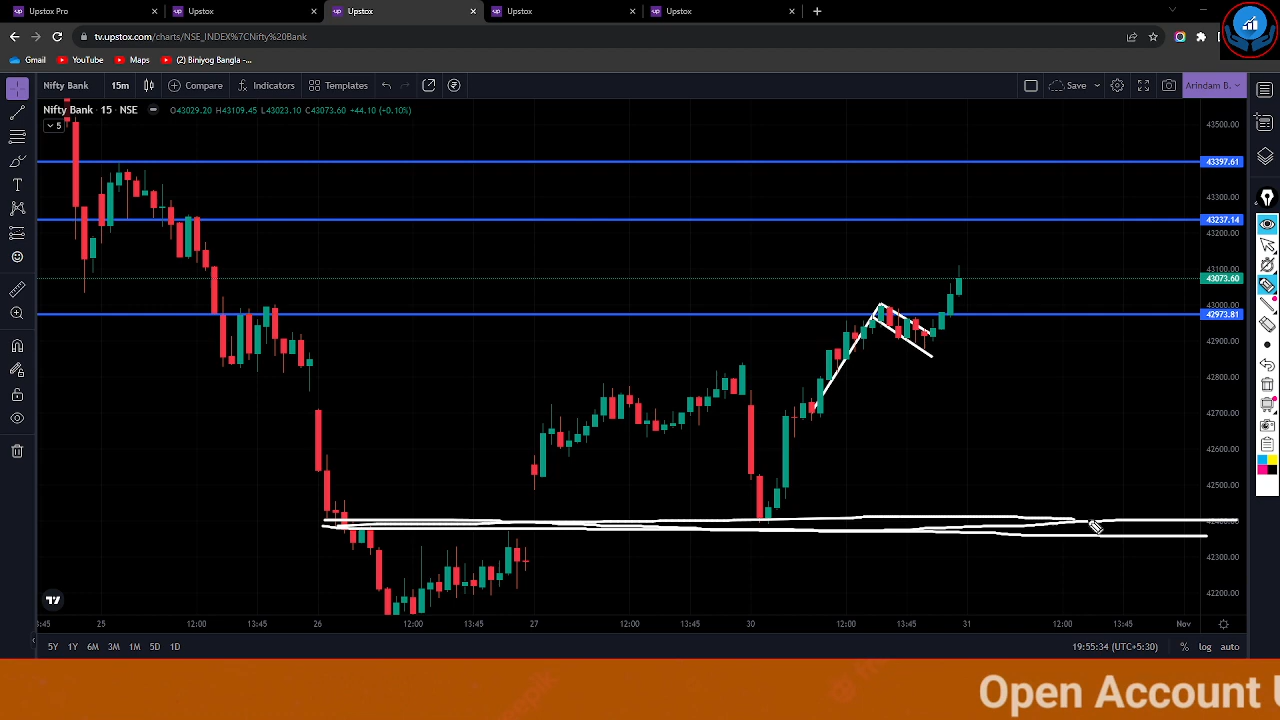 Upstox Pro
Upstox
Upstox
Upstox
Upstox
tv.upstox.com/charts/NSE_INDEX%7CNifty%20Bank
Gmail
YouTube
Maps
(2) Biniyog Bangla -...
Nifty Bank
15m
Compare
Indicators
Templates
Save
Arindam B.
Nifty Bank · 15 · NSE
O43029.20 H43109.45 L43023.10 C43073.60 +44.10 (+0.10%)
5
43500.00
43397.61
43300.00
43237.14
43200.00
43100.00
43073.60
43000.00
42973.81
42900.00
42800.00
42700.00
42600.00
42500.00
42400.00
42300.00
42200.00
:45
25
12:00
13:45
26
12:00
13:45
27
12:00
13:45
30
12:00
13:45
31
12:00
13:45
Nov
5Y
1Y
6M
3M
1M
5D
1D
19:55:34 (UTC+5:30)
%
log
auto
Open Account